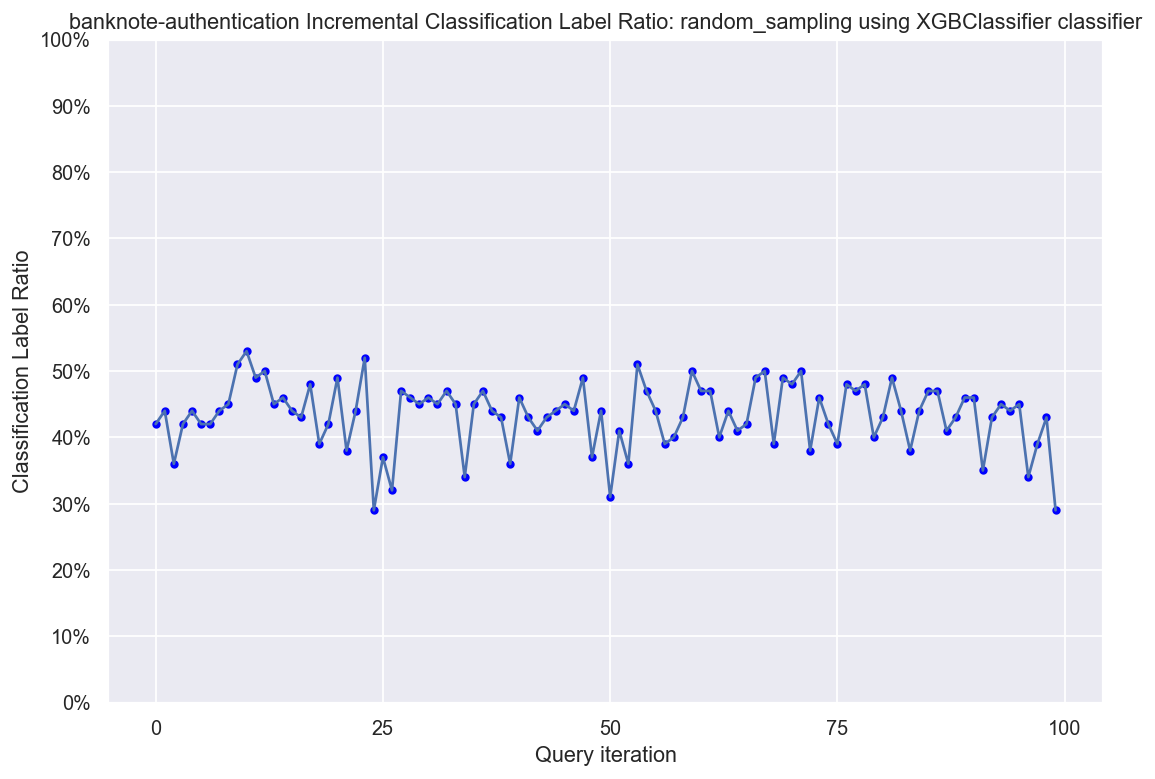 banknote-authentication Incremental Classification Label Ratio: random_sampling using XGBClassifier classifier
100%
90%
80%
70%
60%
50%
40%
30%
20%
10%
0%
Classification Label Ratio
0 25 50 75 100
Query iteration